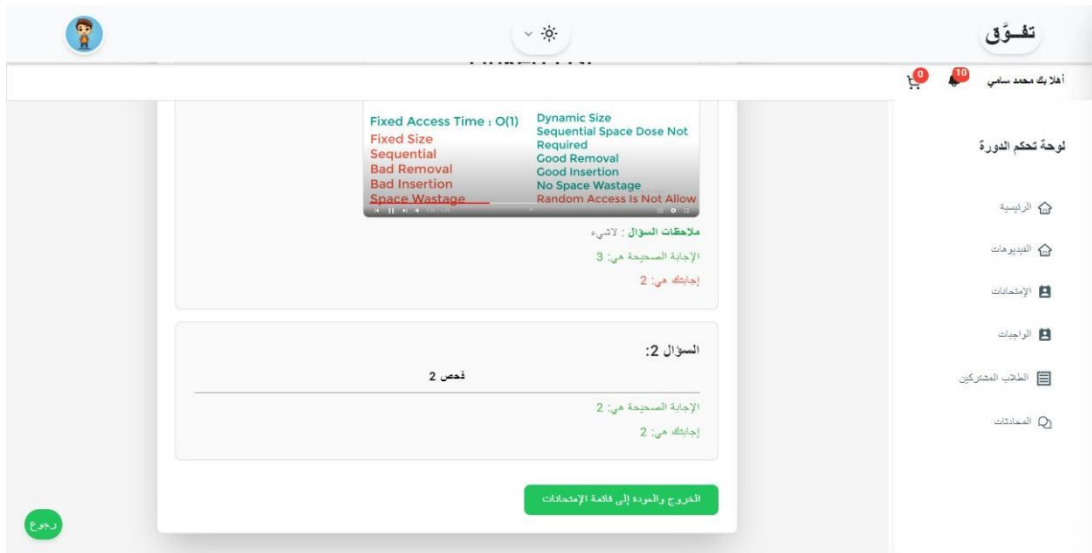 تفــوَّق
أهلا بك محمد سامي
10
0
لوحة تحكم الدورة
الرئيسية
الفيديوهات
الإمتحانات
الواجبات
الطلاب المشتركين
المحادثات
Fixed Access Time : O(1)
Fixed Size
Sequential
Bad Removal
Bad Insertion
Space Wastage
Dynamic Size
Sequential Space Dose Not
Required
Good Removal
Good Insertion
No Space Wastage
Random Access Is Not Allow
ملاحظات السؤال : لاشيء
الإجابة الصحيحة هي: 3
إجابتك هي: 2
السؤال 2:
فحص 2
الإجابة الصحيحة هي: 2
إجابتك هي: 2
الخروج والعودة إلى قائمة الإمتحانات
رجوع